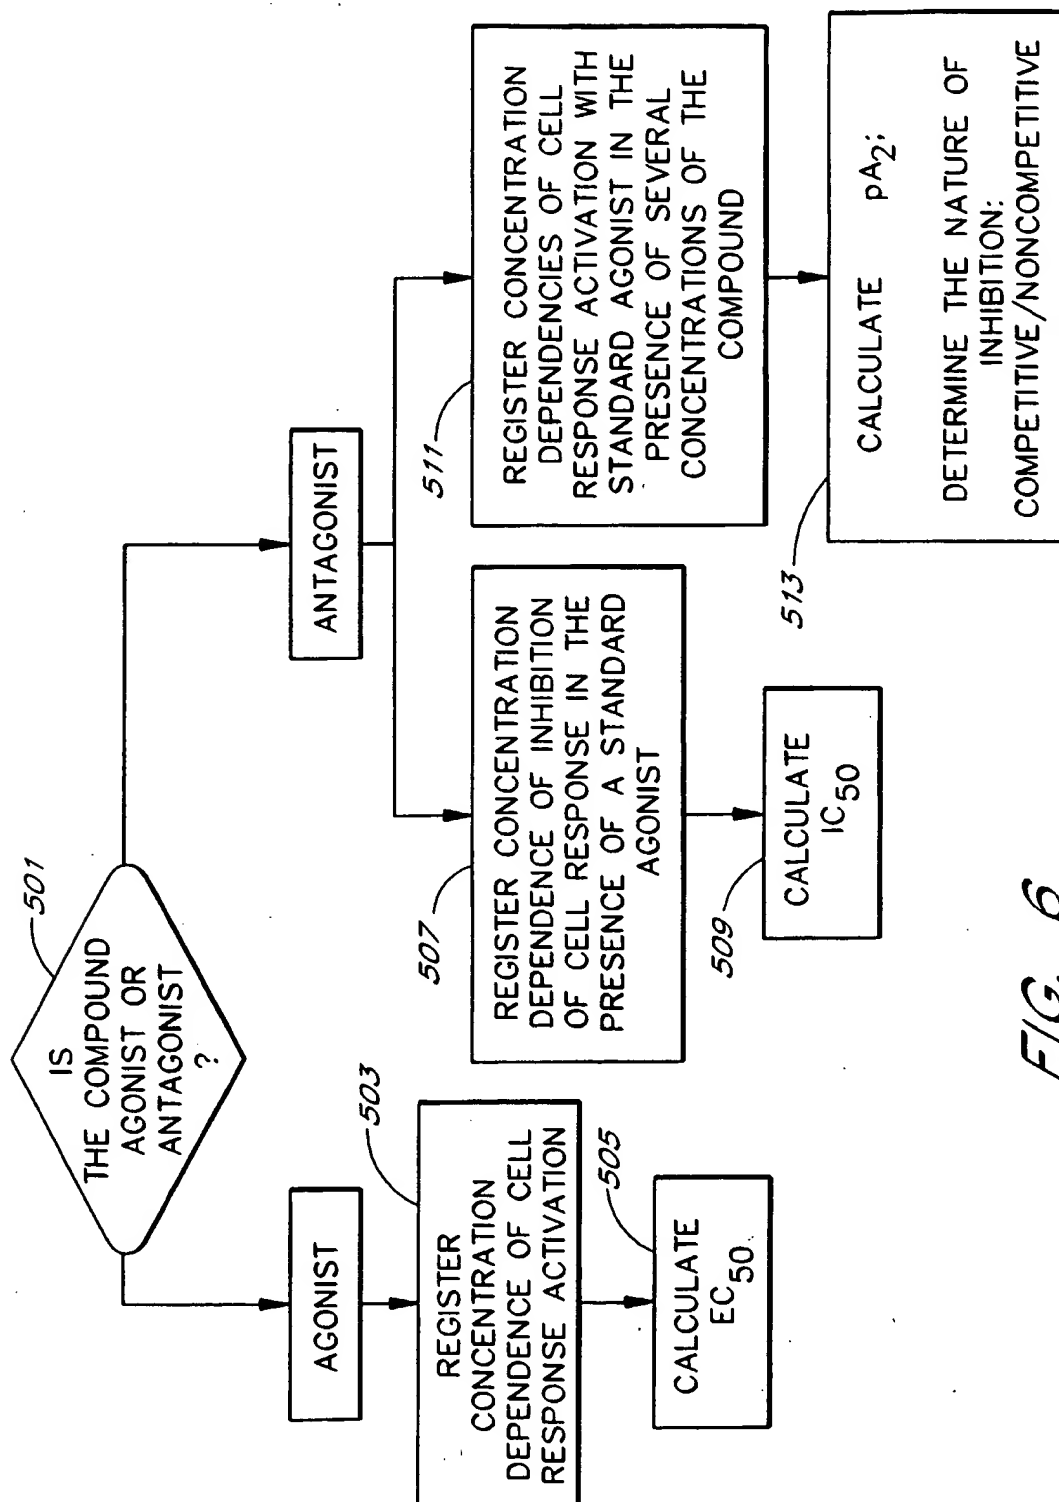 IS
THE COMPOUND
AGONIST OR
ANTAGONIST
?
501
AGONIST
503
REGISTER
CONCENTRATION
DEPENDENCE OF CELL
RESPONSE ACTIVATION
505
CALCULATE
EC50
ANTAGONIST
507
REGISTER CONCENTRATION
DEPENDENCE OF INHIBITION
OF CELL RESPONSE IN THE
PRESENCE OF A STANDARD
AGONIST
509
CALCULATE
IC50
511
REGISTER CONCENTRATION
DEPENDENCIES OF CELL
RESPONSE ACTIVATION WITH
STANDARD AGONIST IN THE
PRESENCE OF SEVERAL
CONCENTRATIONS OF THE
COMPOUND
513
CALCULATE pA2;
DETERMINE THE NATURE OF
INHIBITION:
COMPETITIVE/NONCOMPETITIVE
FIG. 6